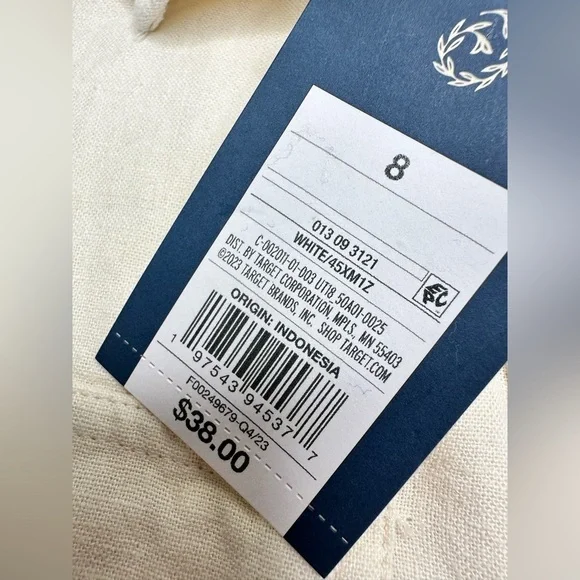 8
013 09 3121
WHITE/45XM1Z
C-002011-01-003 UT18 50A01-0025
DIST. BY TARGET CORPORATION, MPLS., MN 55403
©2023 TARGET BRANDS, INC. SHOP TARGET.COM
ORIGIN: INDONESIA
1 97543 94537 7
F00249679-Q4/23
$38.00